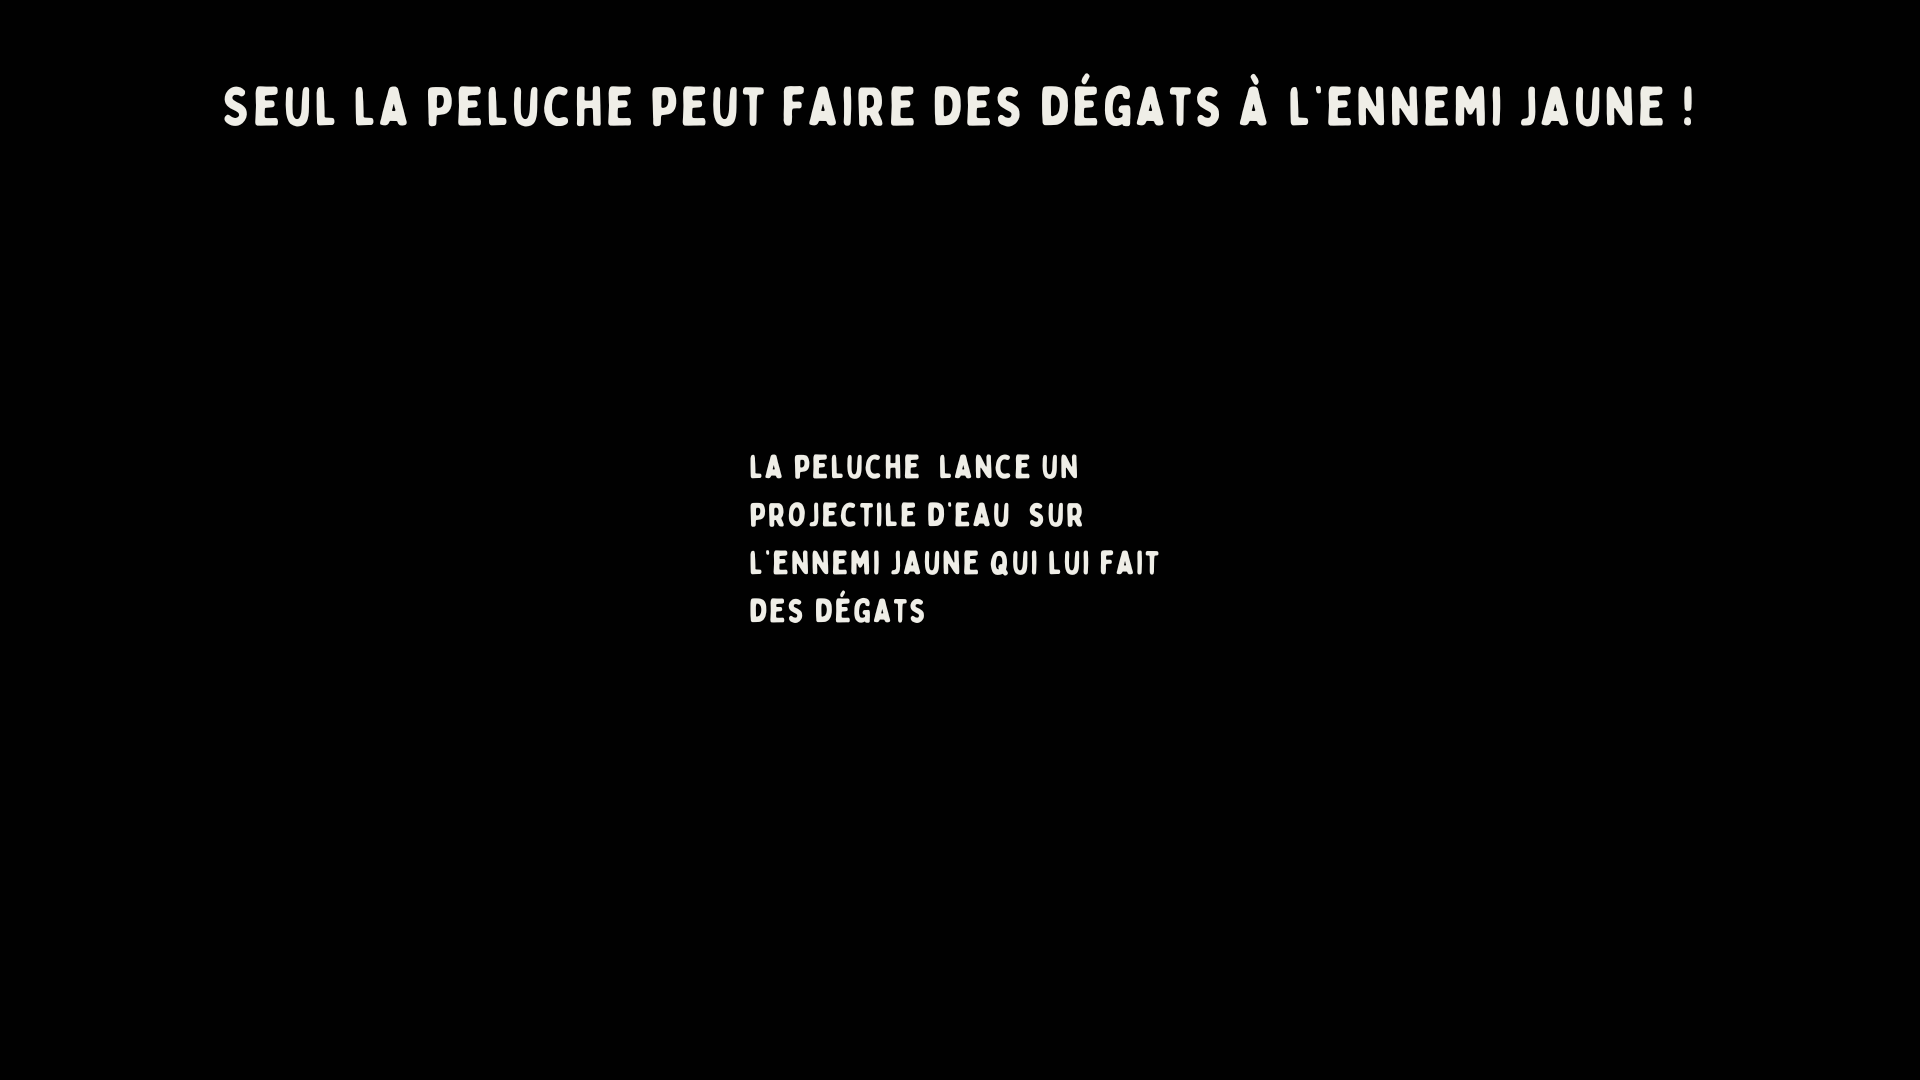 SEUL LA PELUCHE PEUT FAIRE DES DÉGATS À L'ENNEMI JAUNE !
LA PELUCHE  LANCE UN
PROJECTILE D'EAU  SUR
L'ENNEMI JAUNE QUI LUI FAIT
DES DÉGATS